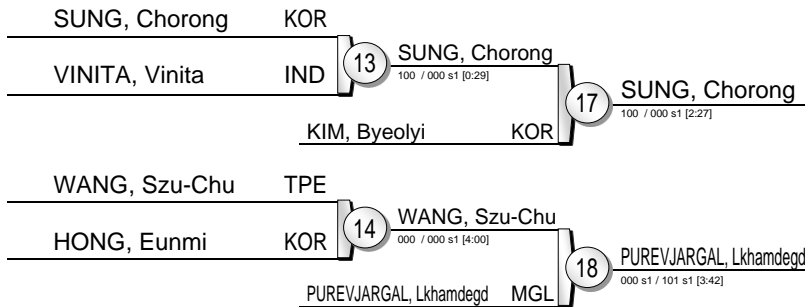 SUNG, Chorong KOR
VINITA, Vinita IND
13
SUNG, Chorong
100 / 000 s1 [0:29]
KIM, Byeolyi KOR
17
SUNG, Chorong
100 / 000 s1 [2:27]
WANG, Szu-Chu TPE
HONG, Eunmi KOR
14
WANG, Szu-Chu
000 / 000 s1 [4:00]
PUREVJARGAL, Lkhamdegd MGL
18
PUREVJARGAL, Lkhamdegd
000 s1 / 101 s1 [3:42]